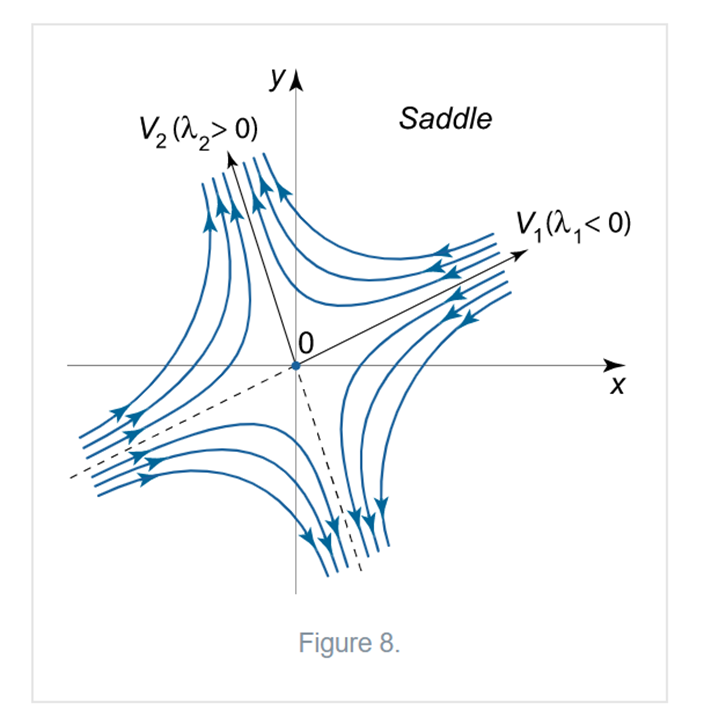 y
Saddle
V₂ (λ₂> 0)
V₁(λ₁< 0)
0
x
Figure 8.